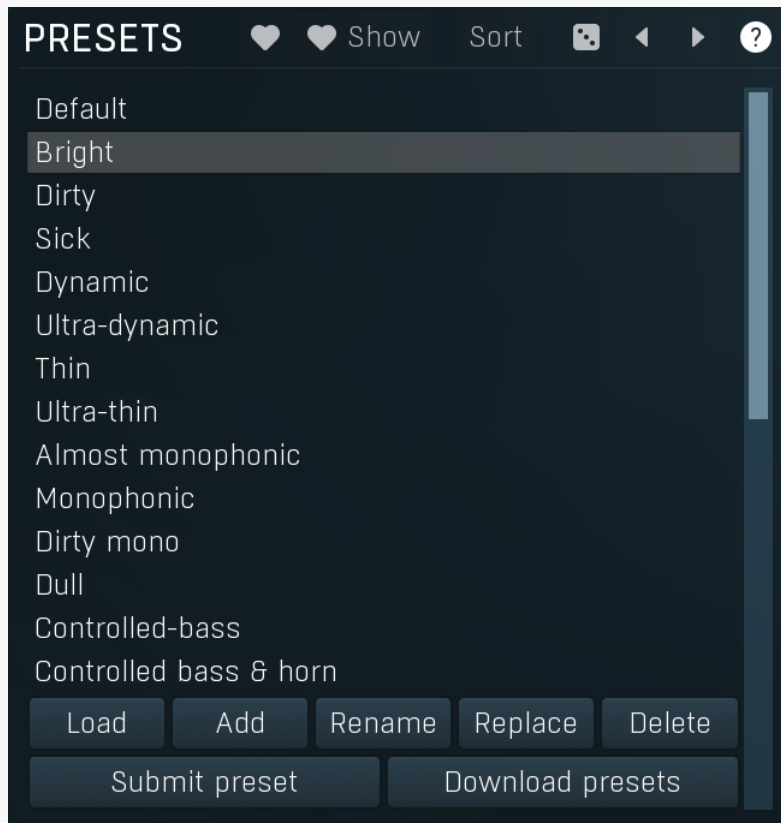 PRESETS Show Sort ?
Default
Bright
Dirty
Sick
Dynamic
Ultra-dynamic
Thin
Ultra-thin
Almost monophonic
Monophonic
Dirty mono
Dull
Controlled-bass
Controlled bass & horn
Load Add Rename Replace Delete
Submit preset Download presets